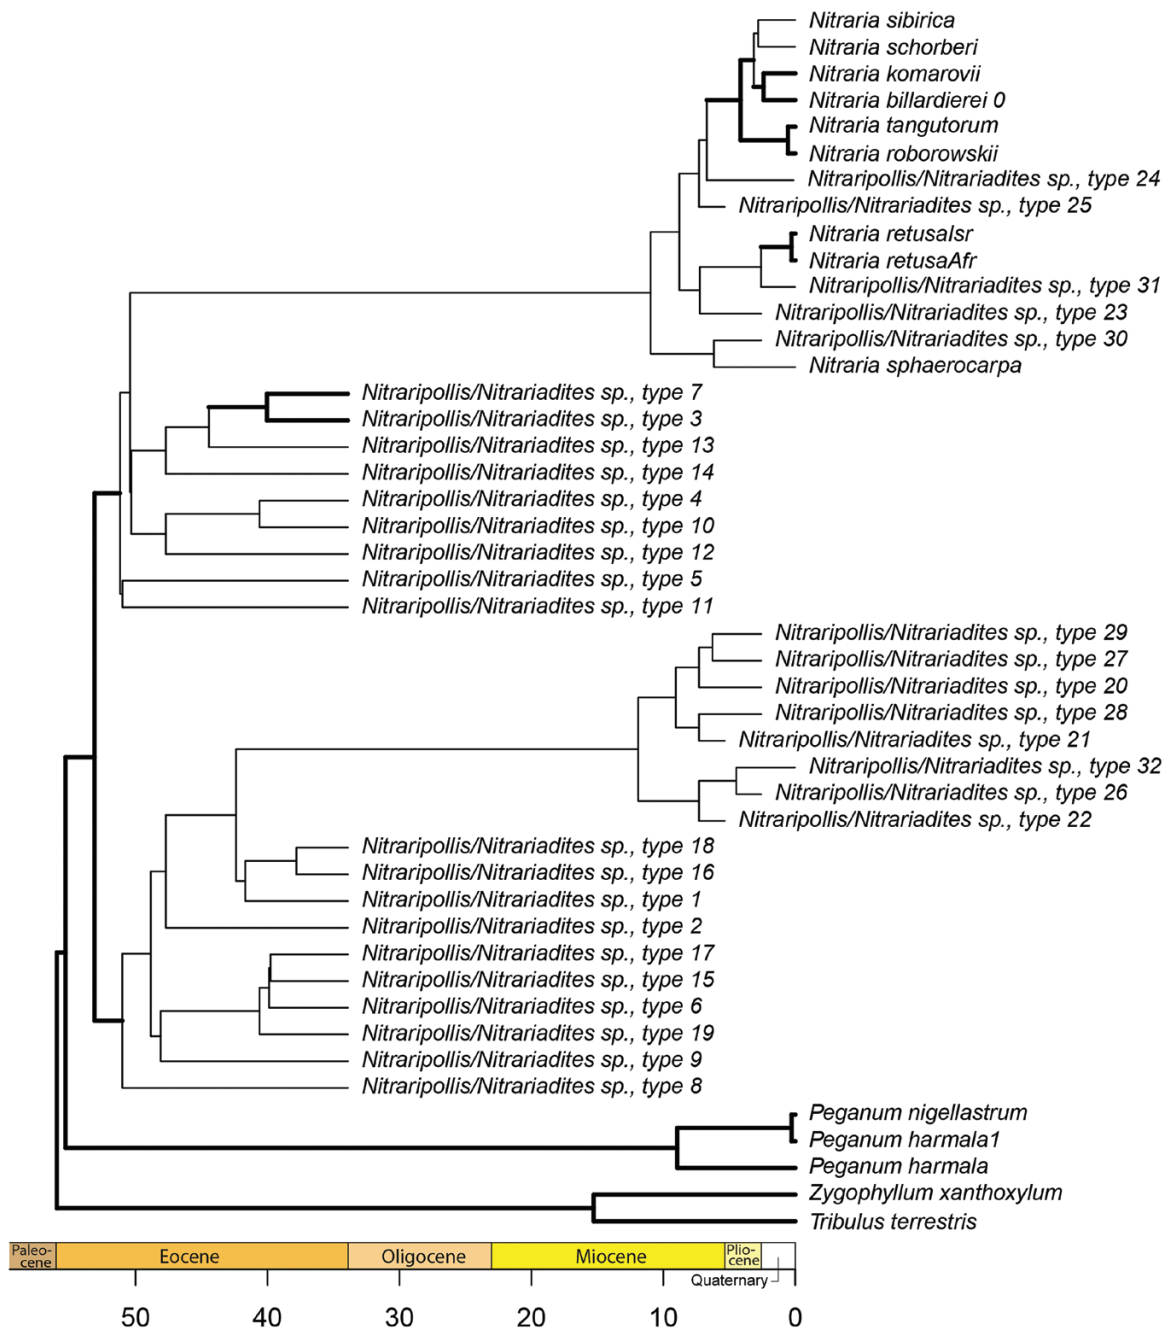 Nitraria sibirica
Nitraria schorberi
Nitraria komarovii
Nitraria billardierei 0
Nitraria tangutorum
Nitraria roborowskii
Nitraripollis/Nitrariadites sp., type 24
Nitraripollis/Nitrariadites sp., type 25
Nitraria retusaIsr
Nitraria retusaAfr
Nitraripollis/Nitrariadites sp., type 31
Nitraripollis/Nitrariadites sp., type 23
Nitraripollis/Nitrariadites sp., type 30
Nitraria sphaerocarpa
Nitraripollis/Nitrariadites sp., type 7
Nitraripollis/Nitrariadites sp., type 3
Nitraripollis/Nitrariadites sp., type 13
Nitraripollis/Nitrariadites sp., type 14
Nitraripollis/Nitrariadites sp., type 4
Nitraripollis/Nitrariadites sp., type 10
Nitraripollis/Nitrariadites sp., type 12
Nitraripollis/Nitrariadites sp., type 5
Nitraripollis/Nitrariadites sp., type 11
Nitraripollis/Nitrariadites sp., type 29
Nitraripollis/Nitrariadites sp., type 27
Nitraripollis/Nitrariadites sp., type 20
Nitraripollis/Nitrariadites sp., type 28
Nitraripollis/Nitrariadites sp., type 21
Nitraripollis/Nitrariadites sp., type 32
Nitraripollis/Nitrariadites sp., type 26
Nitraripollis/Nitrariadites sp., type 22
Nitraripollis/Nitrariadites sp., type 18
Nitraripollis/Nitrariadites sp., type 16
Nitraripollis/Nitrariadites sp., type 1
Nitraripollis/Nitrariadites sp., type 2
Nitraripollis/Nitrariadites sp., type 17
Nitraripollis/Nitrariadites sp., type 15
Nitraripollis/Nitrariadites sp., type 6
Nitraripollis/Nitrariadites sp., type 19
Nitraripollis/Nitrariadites sp., type 9
Nitraripollis/Nitrariadites sp., type 8
Peganum nigellastrum
Peganum harmala1
Peganum harmala
Zygophyllum xanthoxylum
Tribulus terrestris
Paleo-
cene
Eocene
Oligocene
Miocene
Plio-
cene
Quaternary
50 40 30 20 10 0